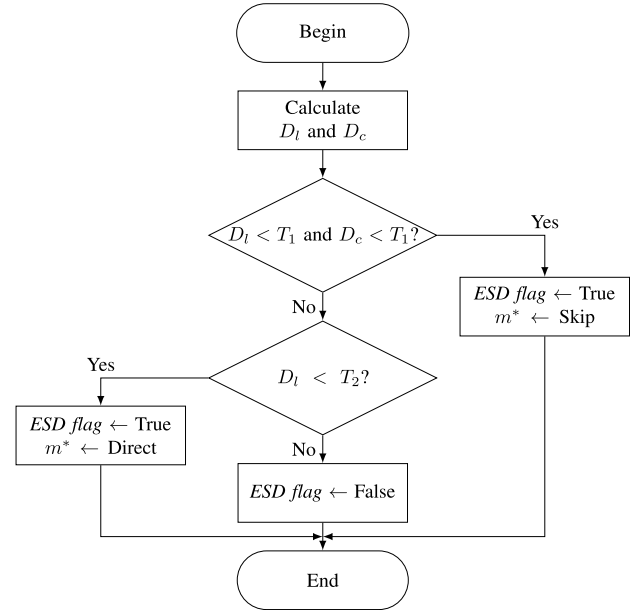 Begin
Calculate
D_l and D_c
D_l < T_1 and D_c < T_1?
Yes
ESD flag ← True
m* ← Skip
No
D_l < T_2?
Yes
ESD flag ← True
m* ← Direct
No
ESD flag ← False
End